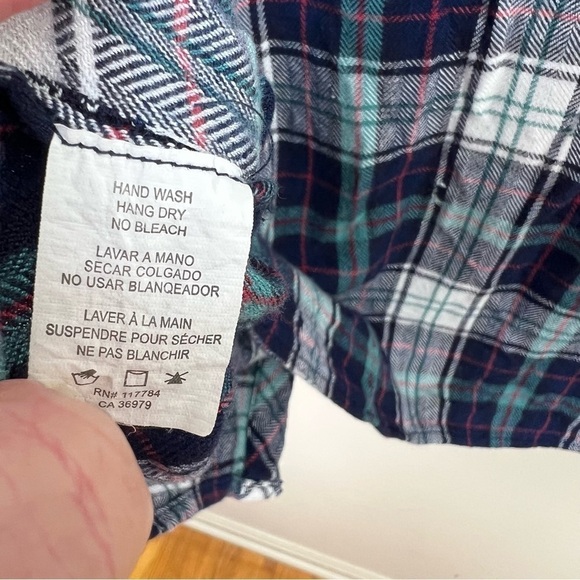 HAND WASH
HANG DRY
NO BLEACH
LAVAR A MANO
SECAR COLGADO
NO USAR BLANQEADOR
LAVER À LA MAIN
SUSPENDRE POUR SÉCHER
NE PAS BLANCHIR
RN# 117784
CA 36979